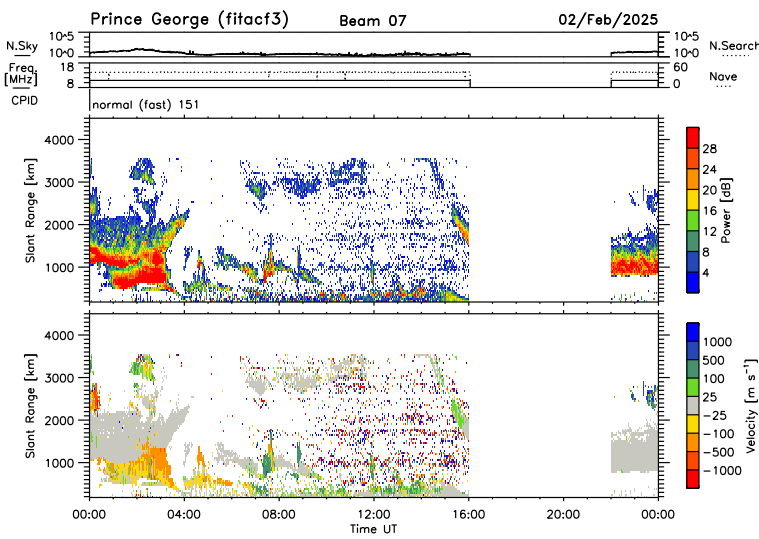 Prince George (fitacf3) Beam 07 02/Feb/2025
N.Sky 10^5 10^0 10^5 10^0 N.Search
Freq. [MHz] 18 8 60 0 Nave
CPID normal (fast) 151
Slant Range [km] 4000 3000 2000 1000
Power [dB] 28 24 20 16 12 8 4
Slant Range [km] 4000 3000 2000 1000
Velocity [m s⁻¹] 1000 500 100 25 −25 −100 −500 −1000
00:00 04:00 08:00 12:00 16:00 20:00 00:00
Time UT